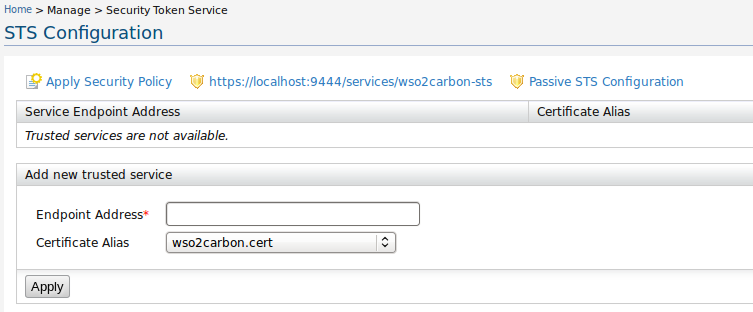 Home > Manage > Security Token Service
STS Configuration
Apply Security Policy https://localhost:9444/services/wso2carbon-sts Passive STS Configuration
Service Endpoint Address Certificate Alias
Trusted services are not available.
Add new trusted service
Endpoint Address*
Certificate Alias wso2carbon.cert
Apply